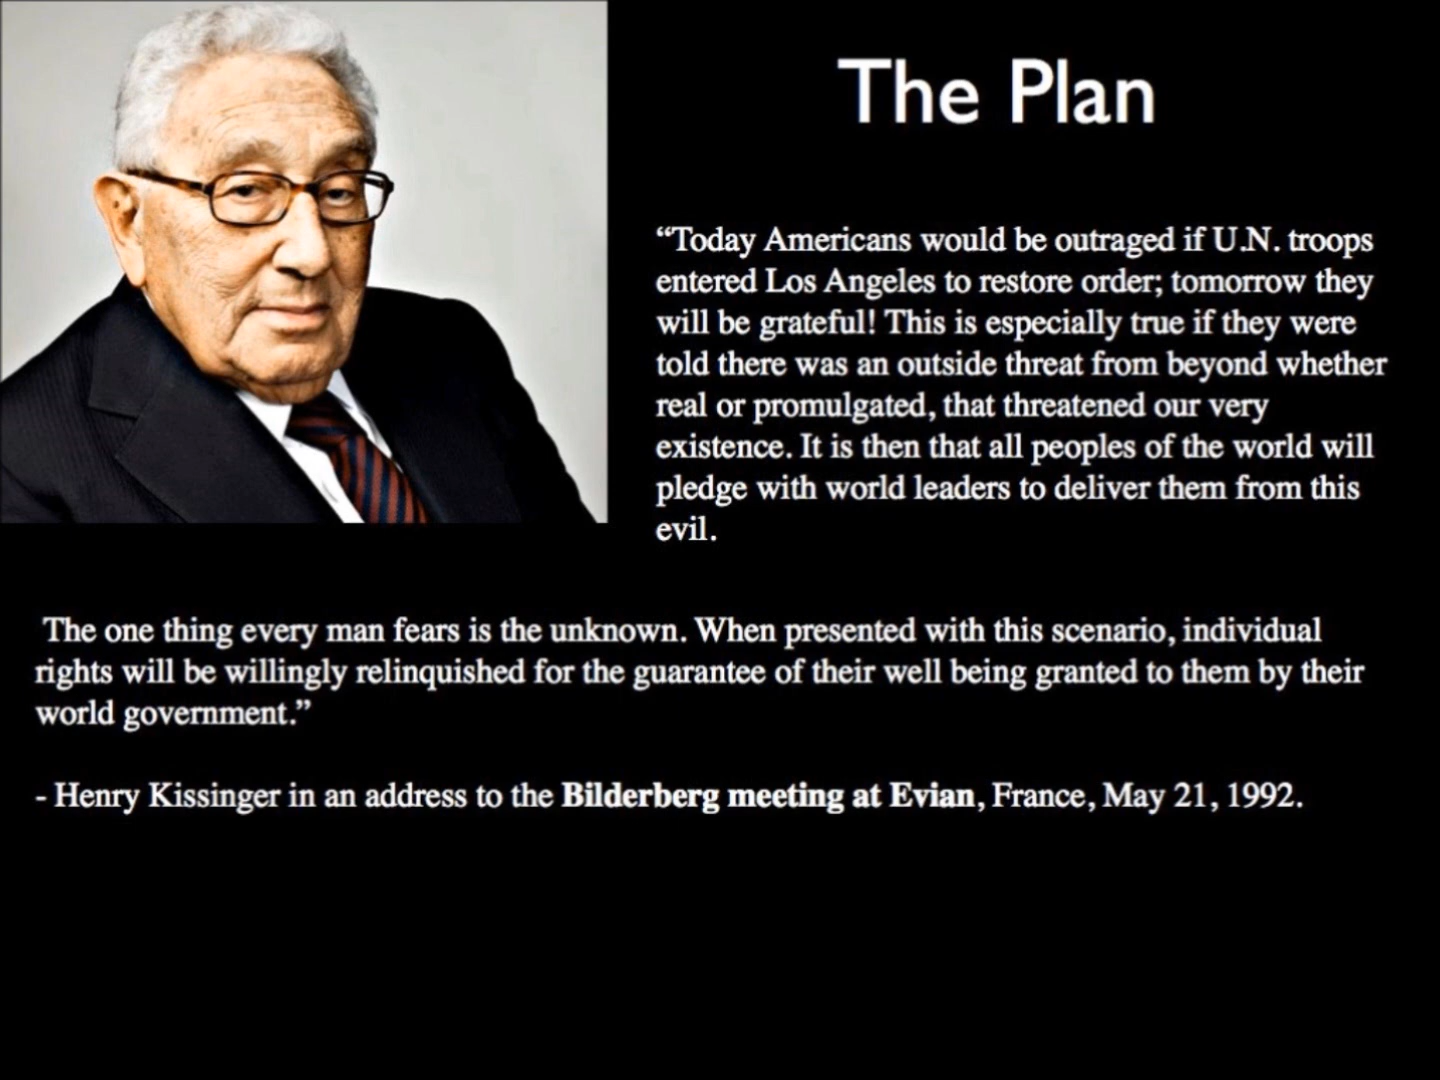 The Plan
“Today Americans would be outraged if U.N. troops
entered Los Angeles to restore order; tomorrow they
will be grateful! This is especially true if they were
told there was an outside threat from beyond whether
real or promulgated, that threatened our very
existence. It is then that all peoples of the world will
pledge with world leaders to deliver them from this
evil.
The one thing every man fears is the unknown. When presented with this scenario, individual
rights will be willingly relinquished for the guarantee of their well being granted to them by their
world government.”
- Henry Kissinger in an address to the Bilderberg meeting at Evian, France, May 21, 1992.